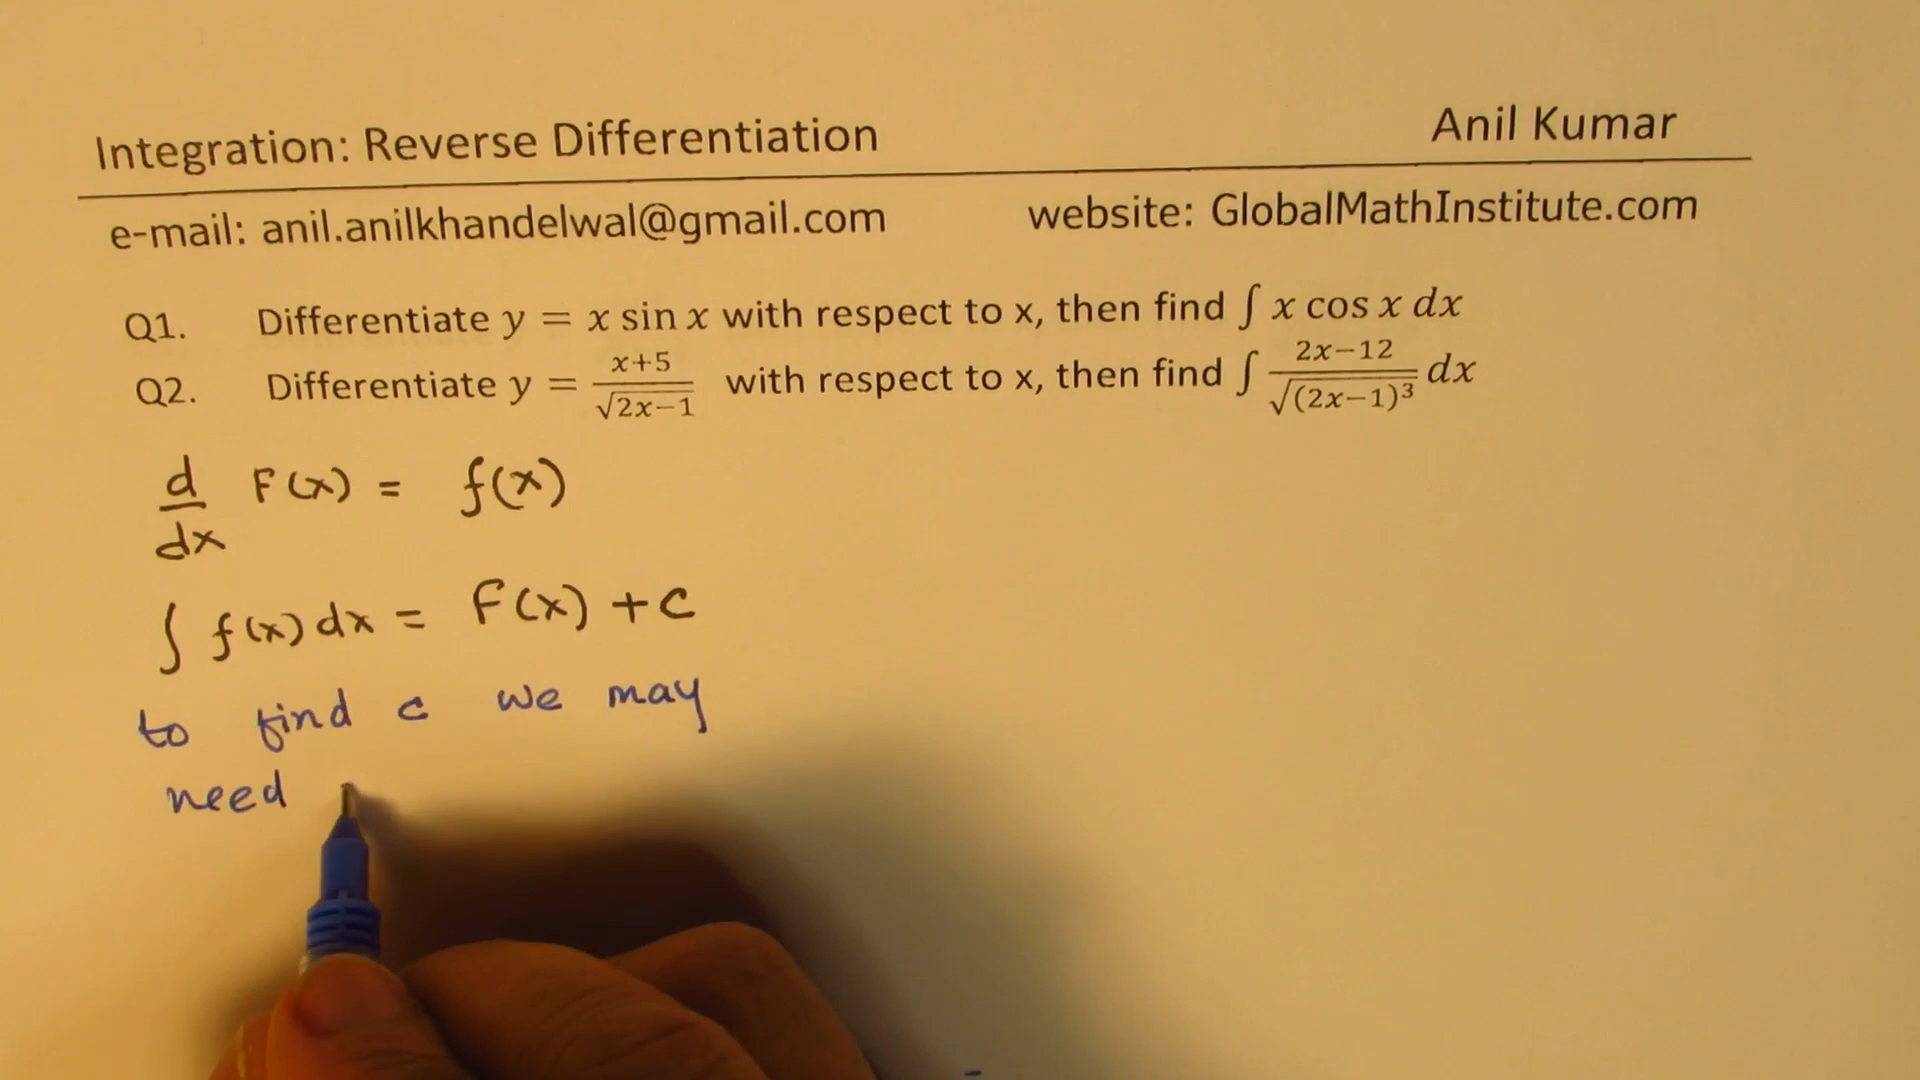 Integration: Reverse Differentiation Anil Kumar
e-mail: anil.anilkhandelwal@gmail.com website: GlobalMathInstitute.com
Q1. Differentiate y = x sin x with respect to x, then find ∫ x cos x dx
Q2. Differentiate y = (x+5)/√(2x−1) with respect to x, then find ∫ (2x−12)/√((2x−1)³) dx
d/dx F(x) = f(x)
∫ f(x) dx = F(x) + c
to find c we may
need